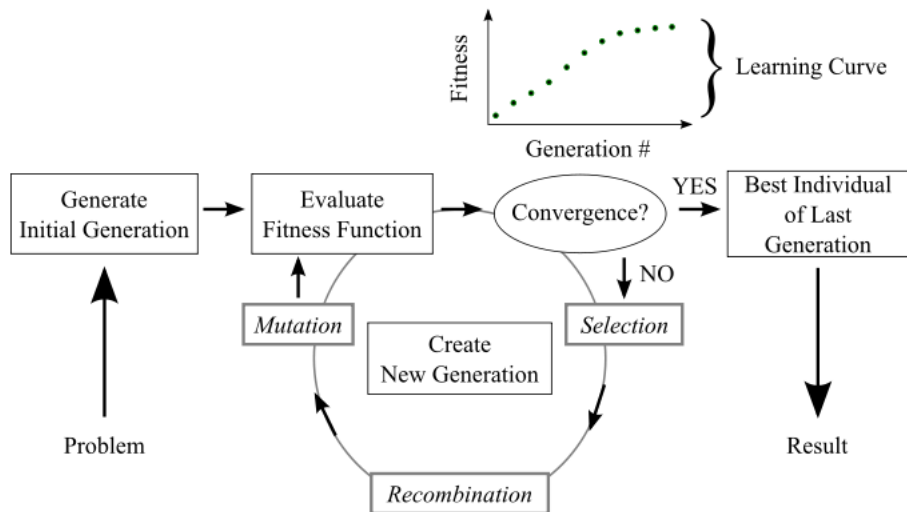 Fitness
Learning Curve
Generation #
Generate
Initial Generation
Evaluate
Fitness Function
Convergence?
YES
Best Individual
of Last
Generation
NO
Mutation
Selection
Create
New Generation
Problem
Result
Recombination